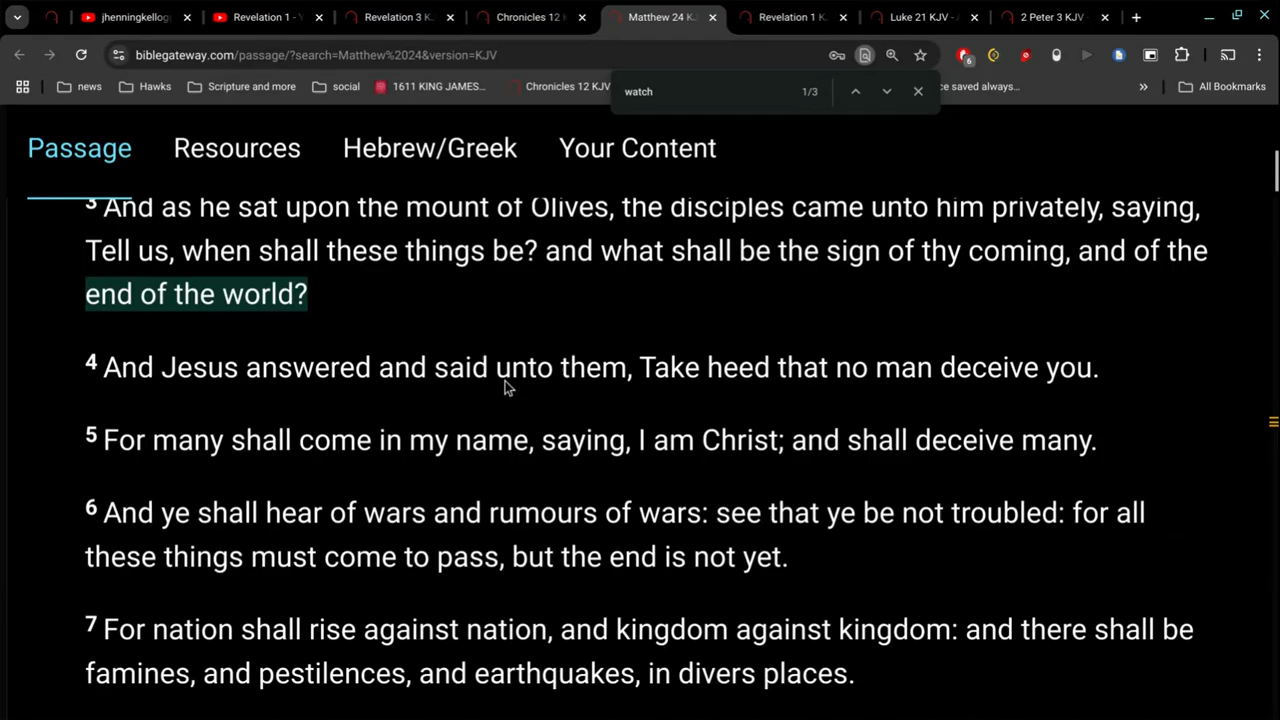 jhenningkellog
Revelation 1 - Y
Revelation 3 K
Chronicles 12
Matthew 24 K
Revelation 1 K
Luke 21 KJV -
2 Peter 3 KJV -
biblegateway.com/passage/?search=Matthew%2024&version=KJV
6
news
Hawks
Scripture and more
social
1611 KING JAMES...
Chronicles 12 KJV
watch
1/3
ce saved always...
»
All Bookmarks
Passage
Resources
Hebrew/Greek
Your Content
3 And as he sat upon the mount of Olives, the disciples came unto him privately, saying,
Tell us, when shall these things be? and what shall be the sign of thy coming, and of the
end of the world?
4 And Jesus answered and said unto them, Take heed that no man deceive you.
5 For many shall come in my name, saying, I am Christ; and shall deceive many.
6 And ye shall hear of wars and rumours of wars: see that ye be not troubled: for all
these things must come to pass, but the end is not yet.
7 For nation shall rise against nation, and kingdom against kingdom: and there shall be
famines, and pestilences, and earthquakes, in divers places.